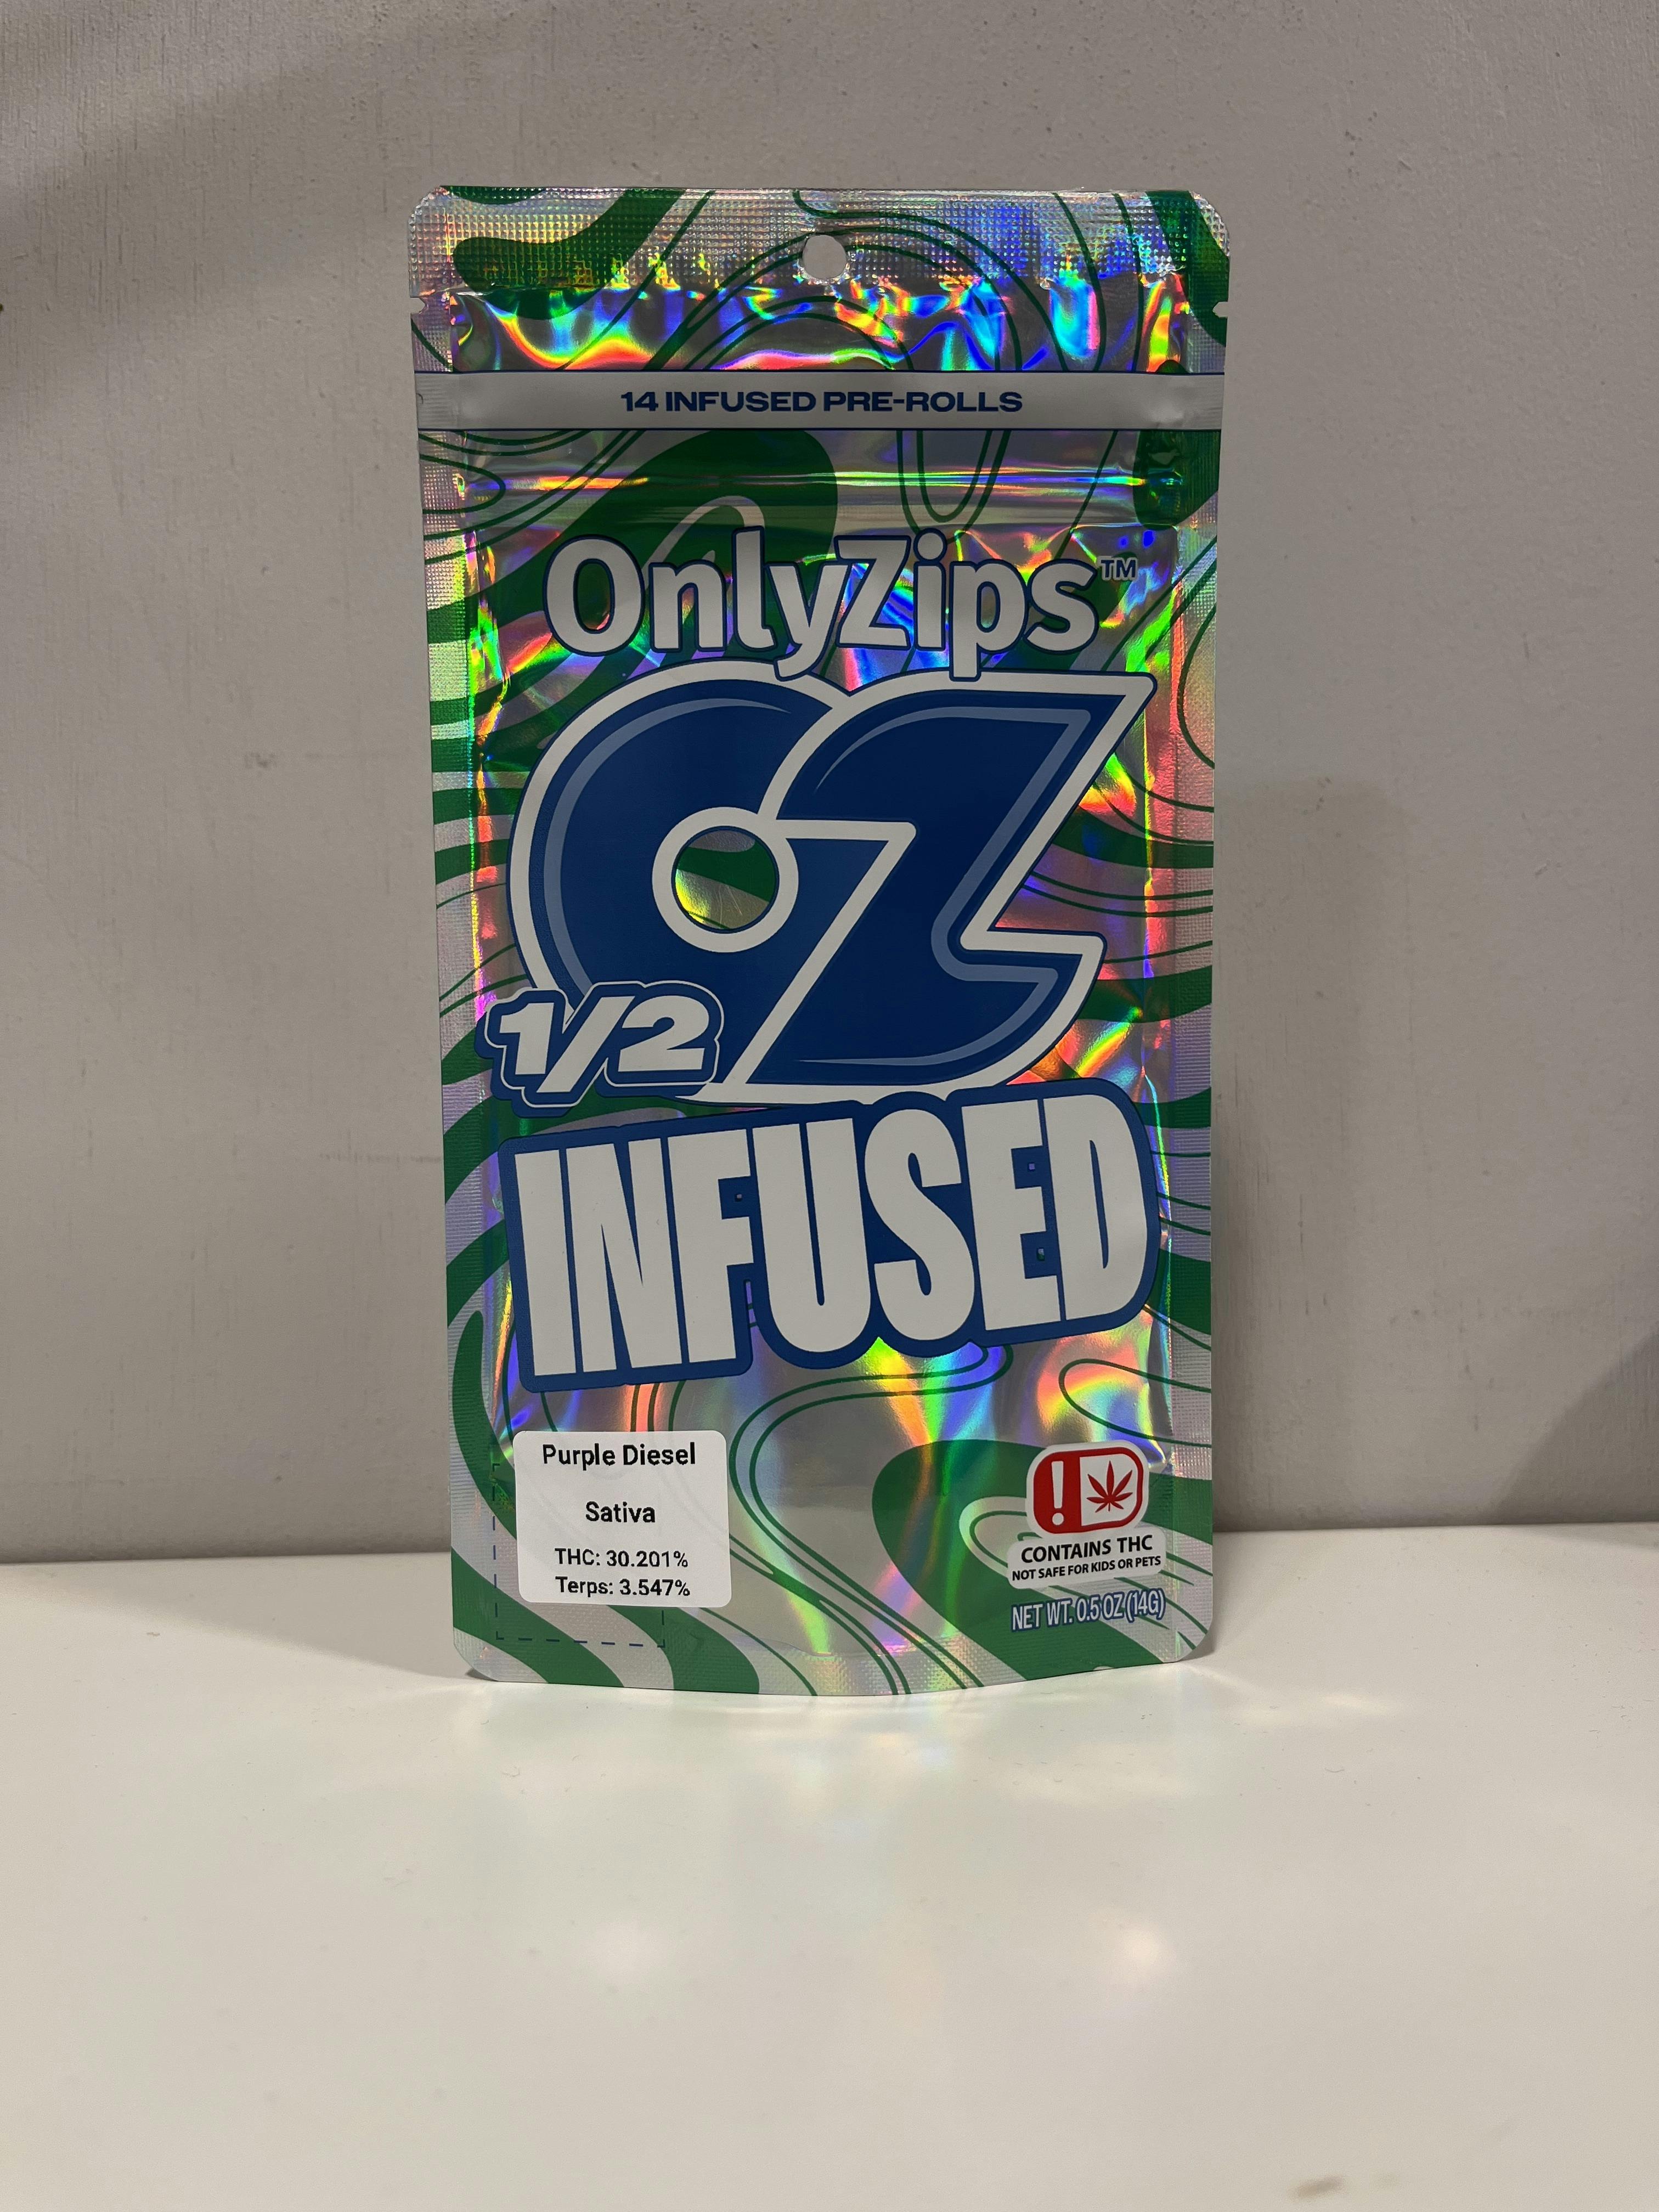 14 INFUSED PRE-ROLLS
OnlyZips™
OZ
1/2
INFUSED
Purple Diesel
Sativa
THC: 30.201%
Terps: 3.547%
!
CONTAINS THC
NOT SAFE FOR KIDS OR PETS
NET WT. 0.5 OZ (14G)